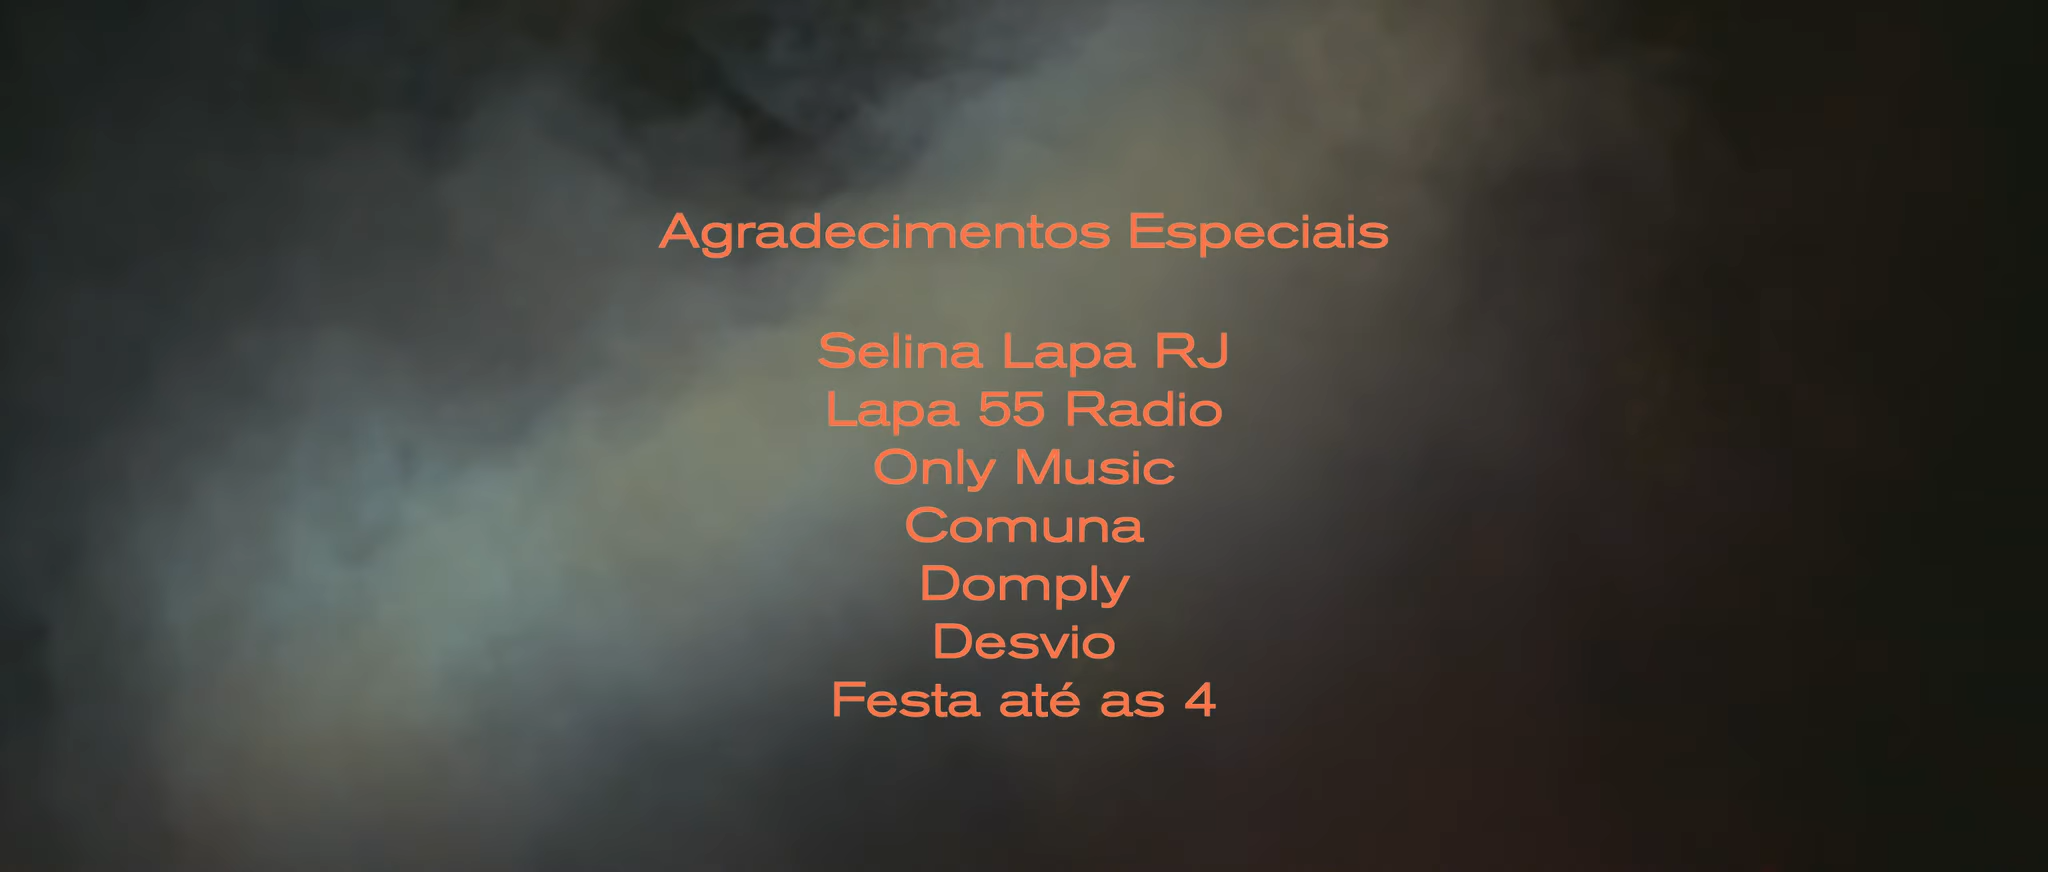 Agradecimentos Especiais
Selina Lapa RJ
Lapa 55 Radio
Only Music
Comuna
Domply
Desvio
Festa até as 4